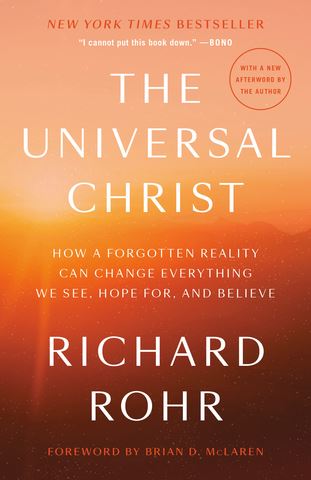 NEW YORK TIMES BESTSELLER
“I cannot put this book down.” —BONO
WITH A NEW
AFTERWORD BY
THE AUTHOR
THE
UNIVERSAL
CHRIST
HOW A FORGOTTEN REALITY
CAN CHANGE EVERYTHING
WE SEE, HOPE FOR, AND BELIEVE
RICHARD
ROHR
FOREWORD BY BRIAN D. McLAREN